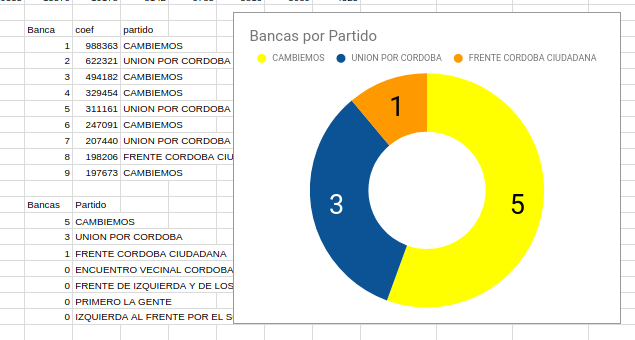 Banca coef partido
1 988363 CAMBIEMOS
2 622321 UNION POR CORDOBA
3 494182 CAMBIEMOS
4 329454 CAMBIEMOS
5 311161 UNION POR CORDOBA
6 247091 CAMBIEMOS
7 207440 UNION POR CORDOBA
8 198206 FRENTE CORDOBA CIU
9 197673 CAMBIEMOS
Bancas Partido
5 CAMBIEMOS
3 UNION POR CORDOBA
1 FRENTE CORDOBA CIUDADANA
0 ENCUENTRO VECINAL CORDOBA
0 FRENTE DE IZQUIERDA Y DE LOS
0 PRIMERO LA GENTE
0 IZQUIERDA AL FRENTE POR EL S
Bancas por Partido
CAMBIEMOS UNION POR CORDOBA FRENTE CORDOBA CIUDADANA
1
3
5